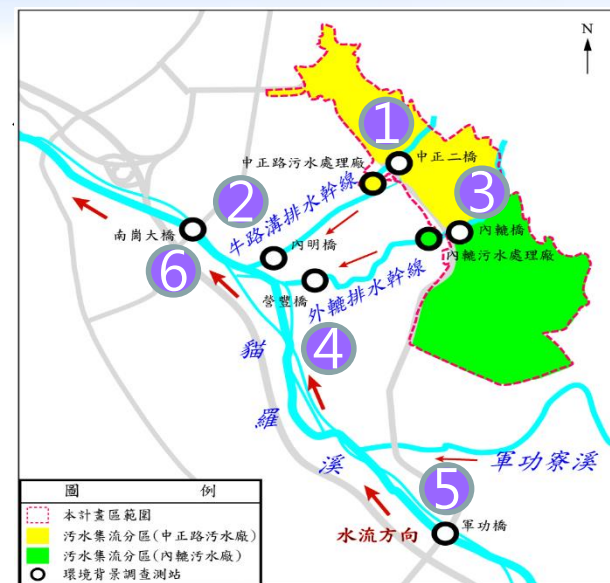 N
1
中正路污水處理廠
中正二橋
3
2
牛路溝排水幹線
內轆橋
南崗大橋
內明橋
內轆污水處理廠
6
營豐橋
外轆排水幹線
4
貓羅溪
軍功寮溪
5
水流方向
軍功橋
圖 例
本計畫區範圍
污水集流分區(中正路污水廠)
污水集流分區(內轆污水廠)
環境背景調查測站